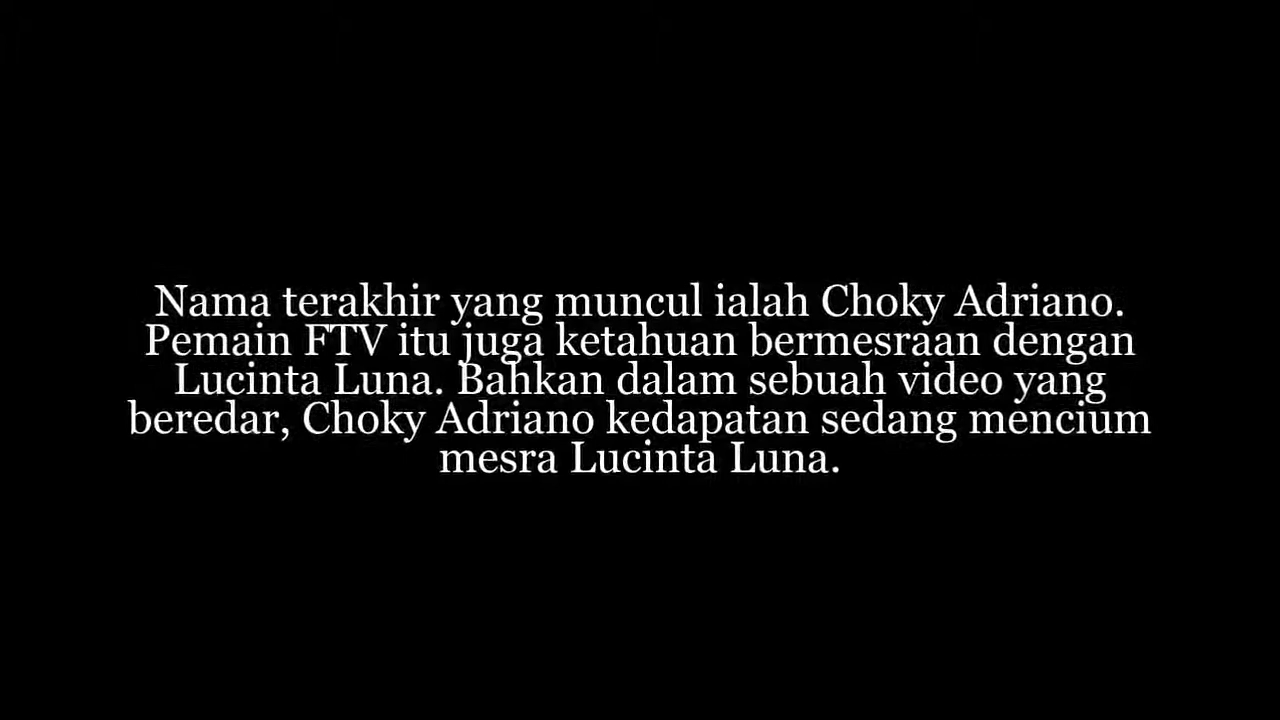 Nama terakhir yang muncul ialah Choky Adriano.
Pemain FTV itu juga ketahuan bermesraan dengan
Lucinta Luna. Bahkan dalam sebuah video yang
beredar, Choky Adriano kedapatan sedang mencium
mesra Lucinta Luna.